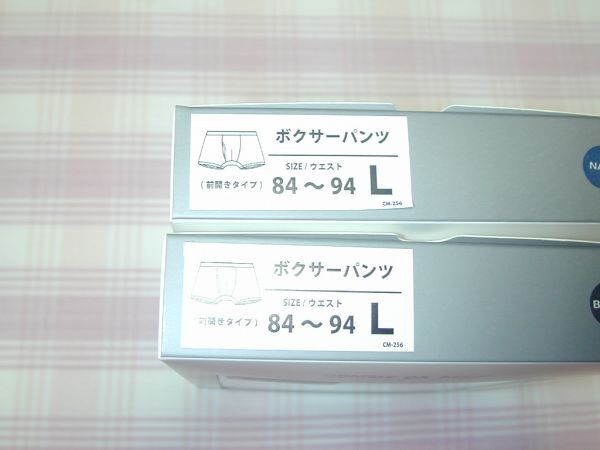 ボクサーパンツ
SIZE/ウエスト
(前開きタイプ) 84〜94 L
CM-256
NA
ボクサーパンツ
SIZE/ウエスト
(前開きタイプ) 84〜94 L
CM-256
B